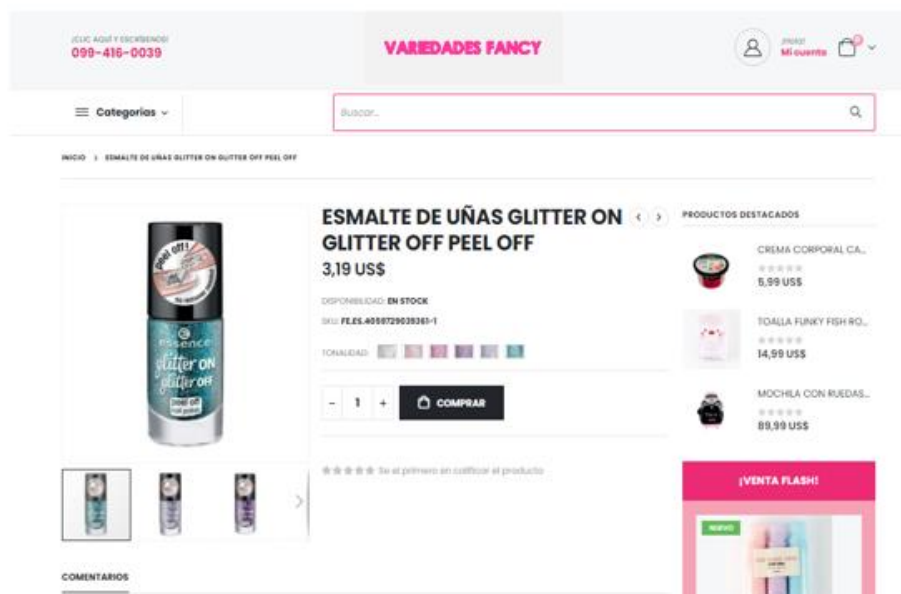 ¡CLIC AQUÍ Y ESCRÍBENOS!
099-416-0039
VARIEDADES FANCY
¡Hola!
Mi cuenta
0
Categorías
Buscar...
INICIO > ESMALTE DE UÑAS GLITTER ON GLITTER OFF PEEL OFF
peel off!
essence
glitter ON
glitter OFF
peel off
nail polish
ESMALTE DE UÑAS GLITTER ON
GLITTER OFF PEEL OFF
3,19 US$
DISPONIBILIDAD: EN STOCK
SKU: FE.ES.4059729039361-1
TONALIDAD:
- 1 +
COMPRAR
Se el primero en calificar el producto
PRODUCTOS DESTACADOS
CREMA CORPORAL CA...
5,99 US$
TOALLA FUNKY FISH RO...
14,99 US$
MOCHILA CON RUEDAS...
89,99 US$
¡VENTA FLASH!
NUEVO
COMENTARIOS